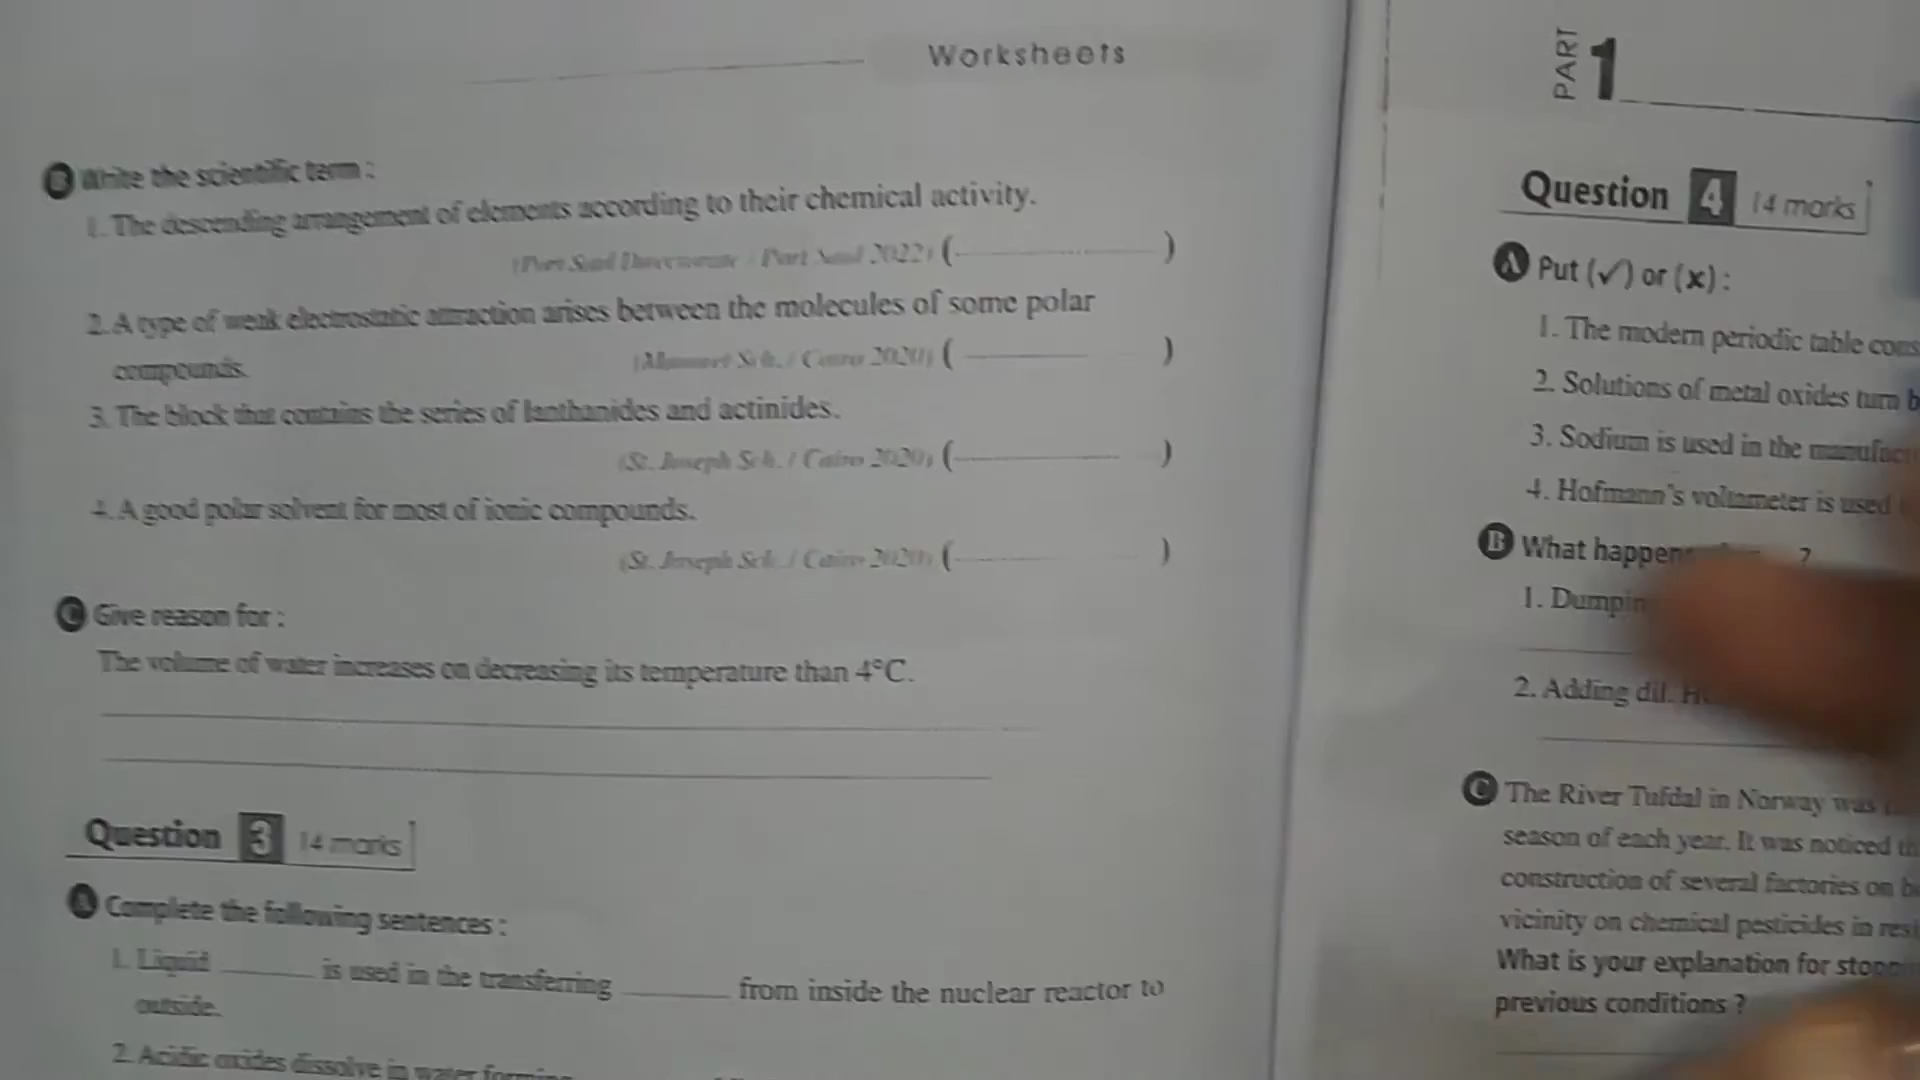 Worksheets
B Write the scientific term :
1. The descending arrangement of elements according to their chemical activity.
(Port Said Directorate / Port Said 2022) ( )
2. A type of weak electrostatic attraction arises between the molecules of some polar
compounds. Sch. / Cairo 2020) ( )
3. The block that contains the series of lanthanides and actinides.
(St. Joseph Sch. / Cairo 2020) ( )
4. A good polar solvent for most of ionic compounds.
(St. Joseph Sch. / Cairo 2020) ( )
C Give reason for :
The volume of water increases on decreasing its temperature than 4°C.
Question 3 14 marks
A Complete the following sentences :
1. Liquid is used in the transferring from inside the nuclear reactor to
outside.
2. Acidic oxides dissolve in water forming
PART 1
Question 4 14 marks
A Put (✓) or (x) :
1. The modern periodic table
2. Solutions of metal oxides turn
3. Sodium is used in the
4. Hofmann's voltameter is used
B What ?
1.
2. Adding dil.
C The River Tufdal in Norway was
season of each year. It was noticed
construction of several factories on
vicinity on chemical pesticides in
What is your explanation for
previous conditions ?